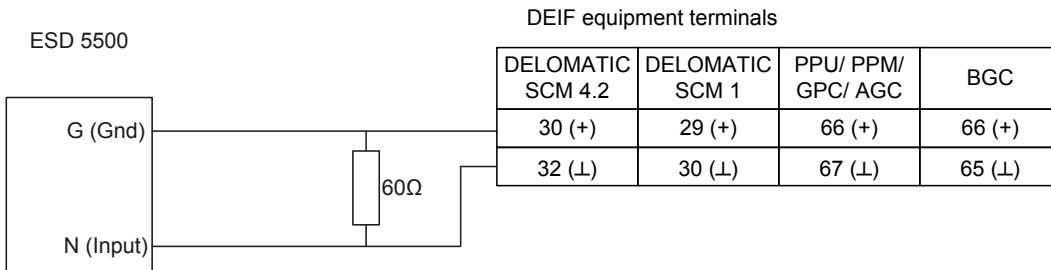 DEIF equipment terminals
ESD 5500
DELOMATIC SCM 4.2
DELOMATIC SCM 1
PPU/ PPM/ GPC/ AGC
BGC
G (Gnd)
30 (+)
29 (+)
66 (+)
66 (+)
32 (⊥)
30 (⊥)
67 (⊥)
65 (⊥)
60Ω
N (Input)